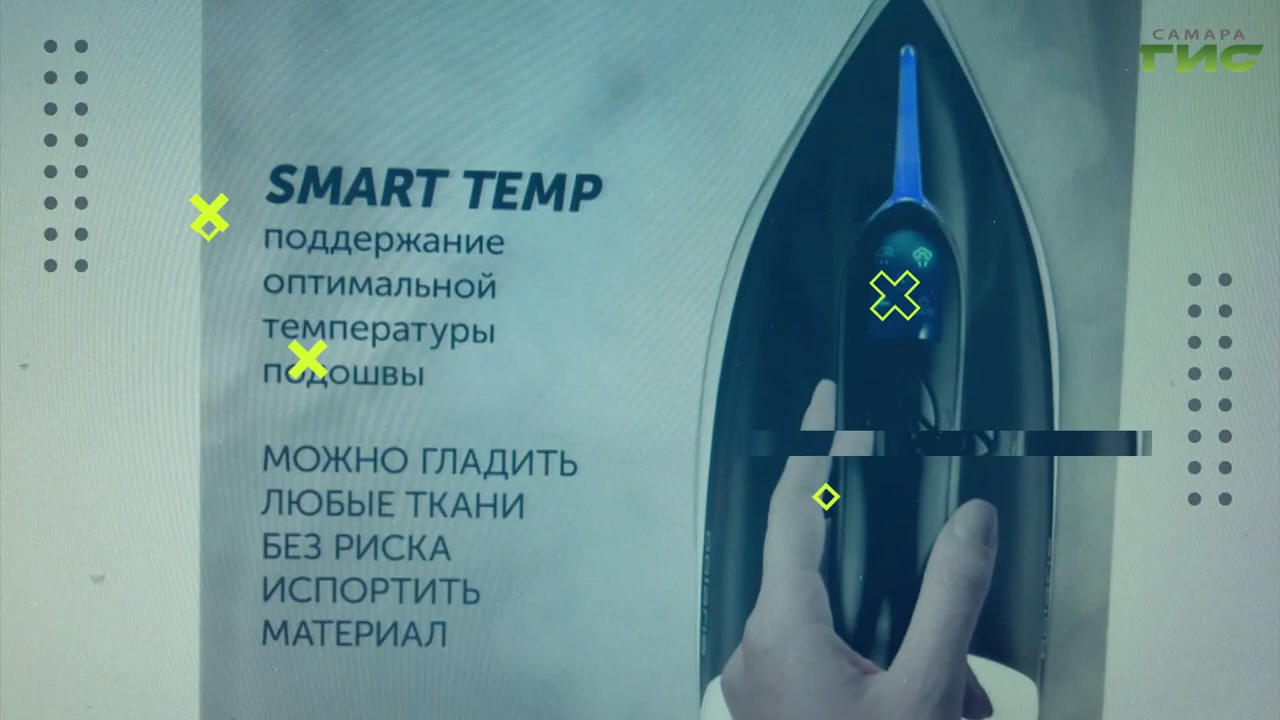 САМАРА
ГИС
SMART TEMP
поддержание
оптимальной
температуры
подошвы
МОЖНО ГЛАДИТЬ
ЛЮБЫЕ ТКАНИ
БЕЗ РИСКА
ИСПОРТИТЬ
МАТЕРИАЛ